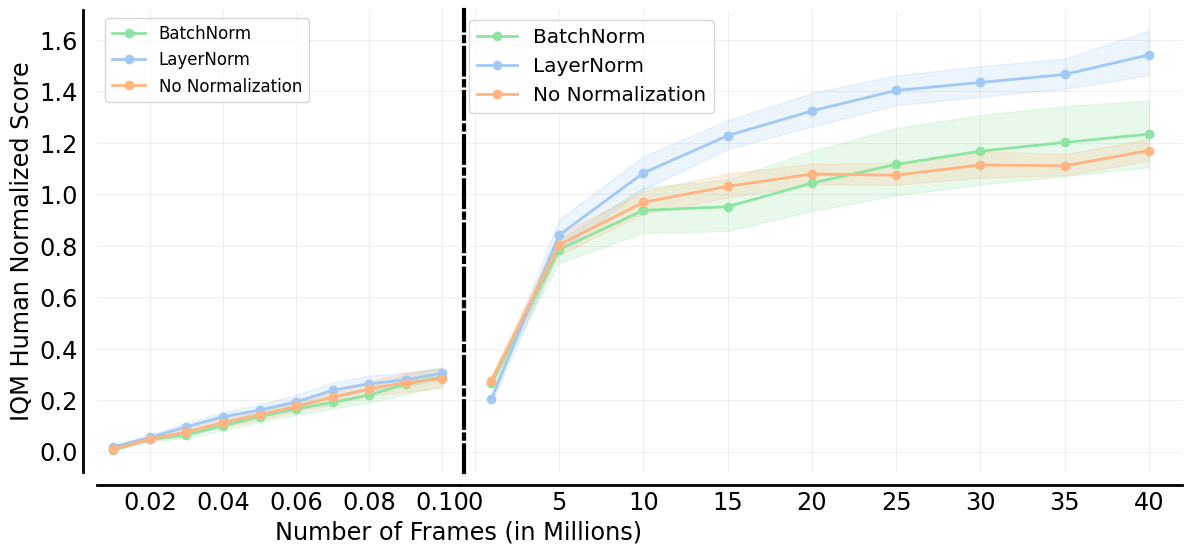 IQM Human Normalized Score
1.6
1.4
1.2
1.0
0.8
0.6
0.4
0.2
0.0
BatchNorm
LayerNorm
No Normalization
BatchNorm
LayerNorm
No Normalization
0.02 0.04 0.06 0.08 0.100 0 5 10 15 20 25 30 35 40
Number of Frames (in Millions)